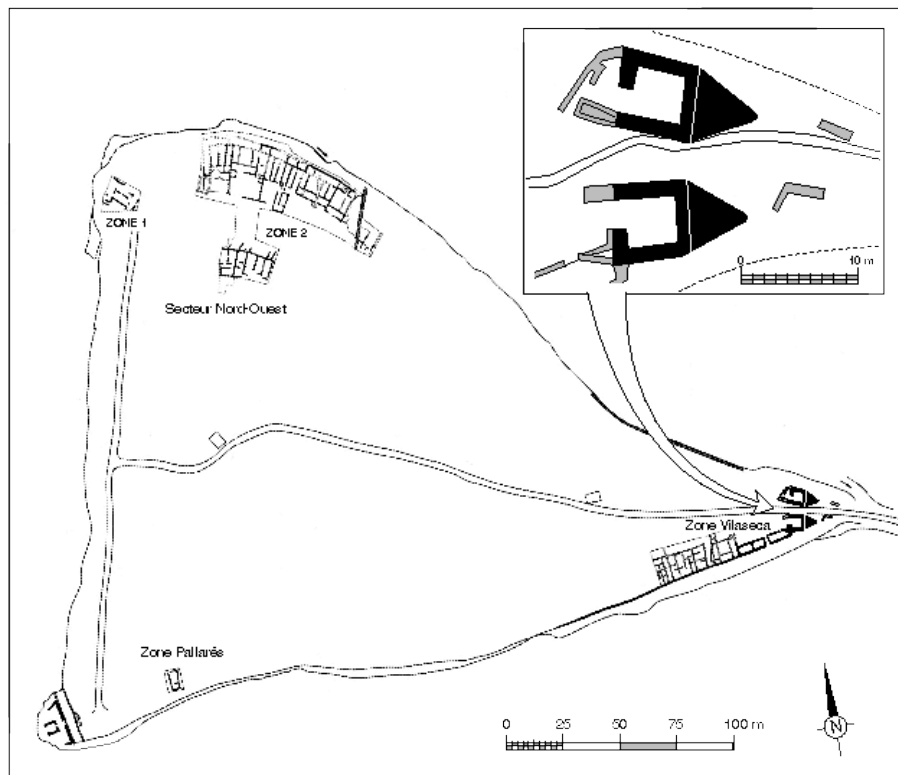 0 10 m
ZONE 1
ZONE 2
Secteur Nord-Ouest
Zone Vilaseca
Zone Pallarés
0 25 50 75 100 m
N